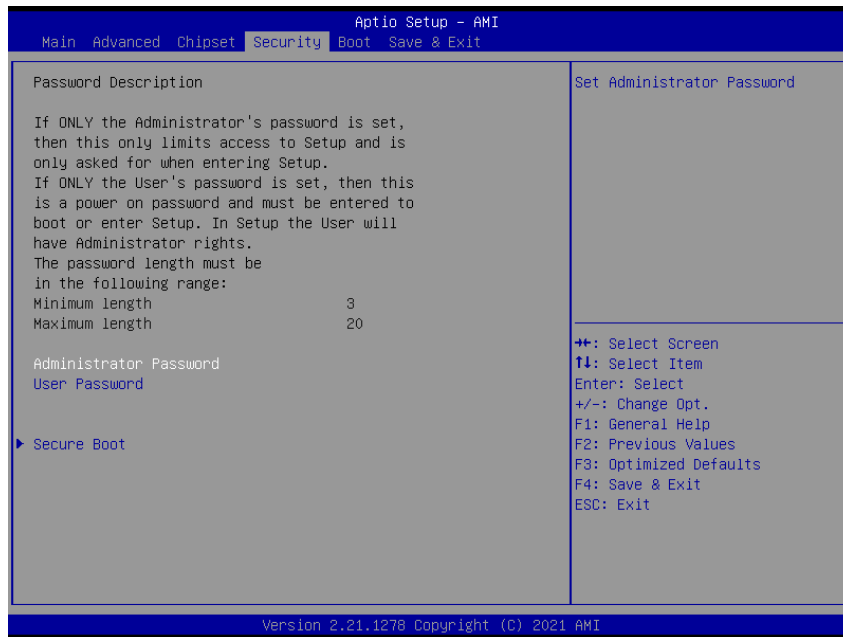 Aptio Setup – AMI
Main Advanced Chipset Security Boot Save & Exit
Password Description
If ONLY the Administrator's password is set,
then this only limits access to Setup and is
only asked for when entering Setup.
If ONLY the User's password is set, then this
is a power on password and must be entered to
boot or enter Setup. In Setup the User will
have Administrator rights.
The password length must be
in the following range:
Minimum length 3
Maximum length 20
Administrator Password
User Password
Secure Boot
Set Administrator Password
→←: Select Screen
↑↓: Select Item
Enter: Select
+/-: Change Opt.
F1: General Help
F2: Previous Values
F3: Optimized Defaults
F4: Save & Exit
ESC: Exit
Version 2.21.1278 Copyright (C) 2021 AMI